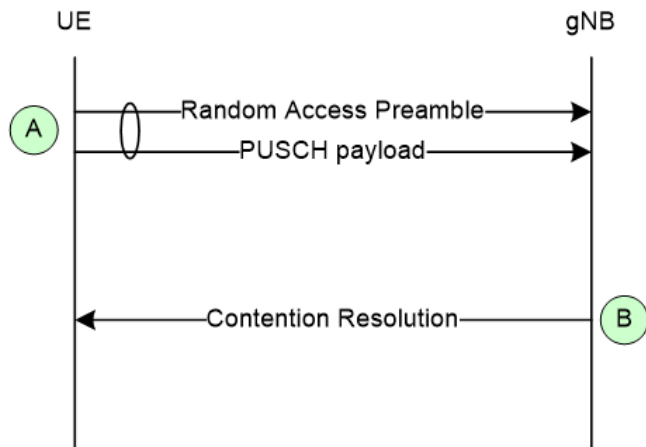 UE gNB
Random Access Preamble
A
PUSCH payload
Contention Resolution
B